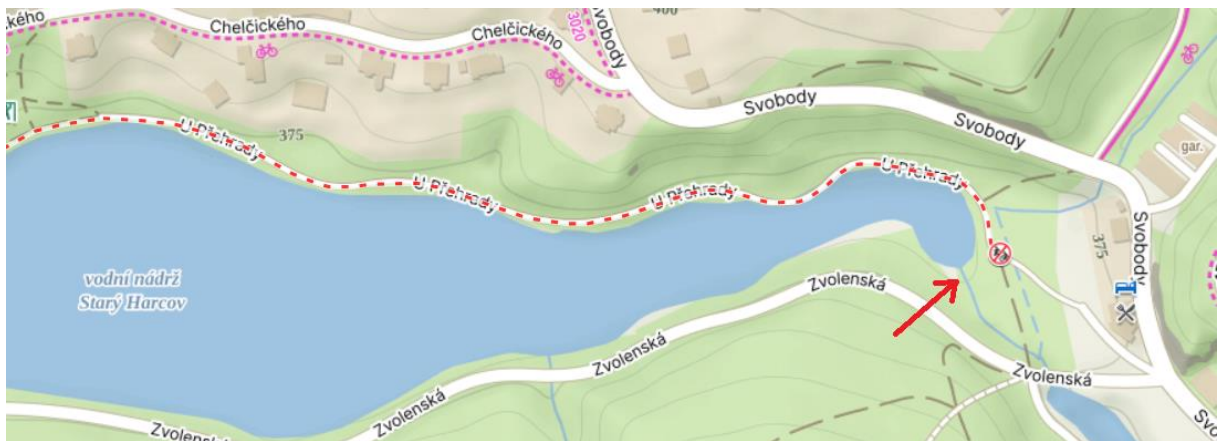 Chelčického
Chelčického
3020
Svobody
400
Svobody
Svobody
gar.
375
U Přehrady
U Přehrady
U Přehrady
U Přehrady
375
Svobody
vodní nádrž
Starý Harcov
Zvolenská
Zvolenská
Zvolenská
Zvolenská